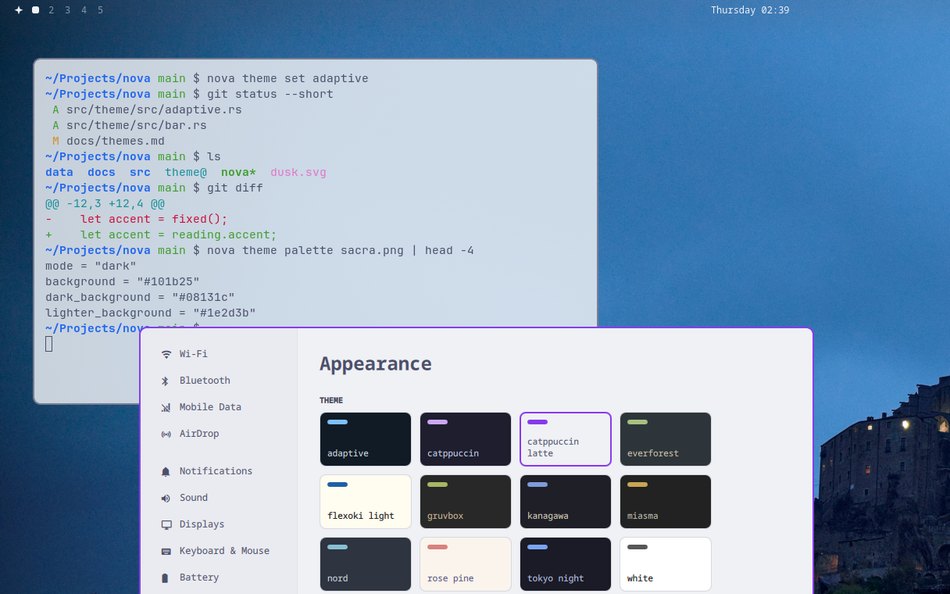 2 3 4 5
Thursday 02:39
~/Projects/nova main $ nova theme set adaptive
~/Projects/nova main $ git status --short
A src/theme/src/adaptive.rs
A src/theme/src/bar.rs
M docs/themes.md
~/Projects/nova main $ ls
data docs src theme@ nova* dusk.svg
~/Projects/nova main $ git diff
@@ -12,3 +12,4 @@
-    let accent = fixed();
+    let accent = reading.accent;
~/Projects/nova main $ nova theme palette sacra.png | head -4
mode = "dark"
background = "#101b25"
dark_background = "#08131c"
lighter_background = "#1e2d3b"
~/Projects/nova main $
Wi-Fi
Bluetooth
Mobile Data
AirDrop
Notifications
Sound
Displays
Keyboard & Mouse
Battery
Appearance
THEME
adaptive
catppuccin
catppuccin
latte
everforest
flexoki light
gruvbox
kanagawa
miasma
nord
rose pine
tokyo night
white